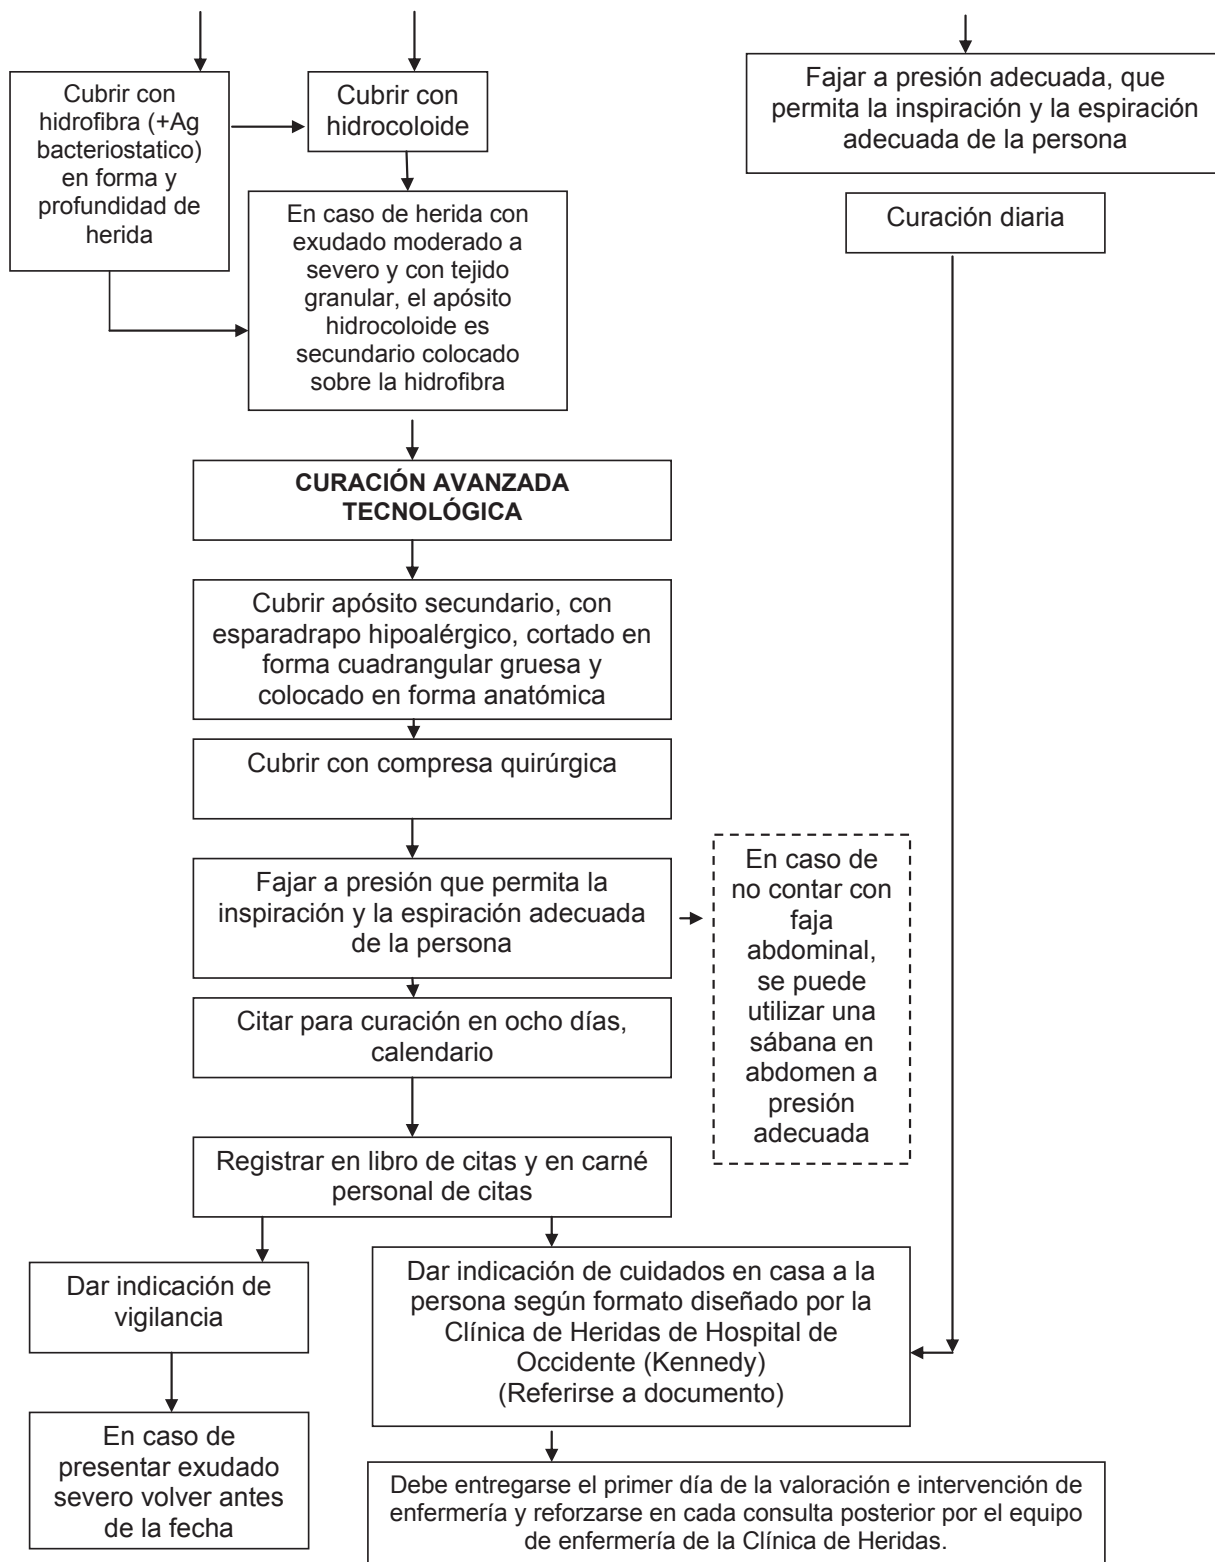 Cubrir con
hidrofibra (+Ag
bacteriostatico)
en forma y
profundidad de
herida
Cubrir con
hidrocoloide
Fajar a presión adecuada, que
permita la inspiración y la espiración
adecuada de la persona
Curación diaria
En caso de herida con
exudado moderado a
severo y con tejido
granular, el apósito
hidrocoloide es
secundario colocado
sobre la hidrofibra
CURACIÓN AVANZADA
TECNOLÓGICA
Cubrir apósito secundario, con
esparadrapo hipoalérgico, cortado en
forma cuadrangular gruesa y
colocado en forma anatómica
Cubrir con compresa quirúrgica
Fajar a presión que permita la
inspiración y la espiración adecuada
de la persona
En caso de
no contar con
faja
abdominal,
se puede
utilizar una
sábana en
abdomen a
presión
adecuada
Citar para curación en ocho días,
calendario
Registrar en libro de citas y en carné
personal de citas
Dar indicación de
vigilancia
Dar indicación de cuidados en casa a la
persona según formato diseñado por la
Clínica de Heridas de Hospital de
Occidente (Kennedy)
(Referirse a documento)
En caso de
presentar exudado
severo volver antes
de la fecha
Debe entregarse el primer día de la valoración e intervención de
enfermería y reforzarse en cada consulta posterior por el equipo
de enfermería de la Clínica de Heridas.